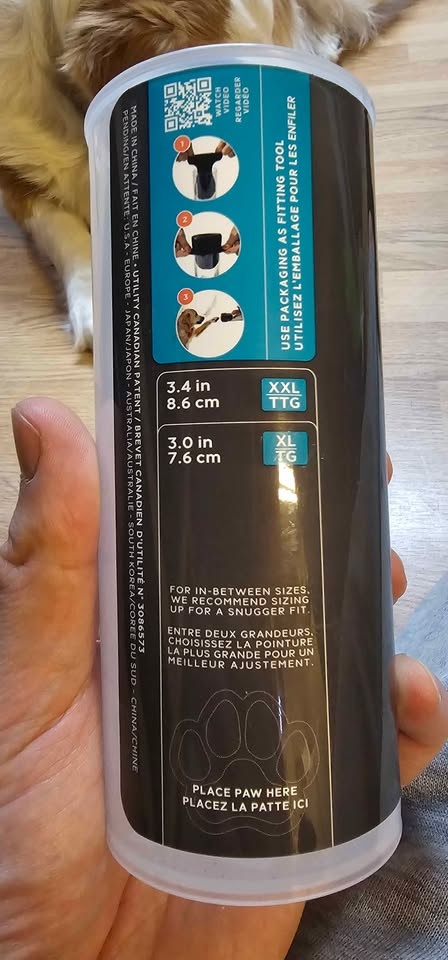 WATCH
VIDEO
REGARDER
VIDÉO
1
2
3
USE PACKAGING AS FITTING TOOL
UTILISEZ L'EMBALLAGE POUR LES ENFILER
MADE IN CHINA / FAIT EN CHINE • UTILITY CANADIAN PATENT / BREVET CANADIEN D'UTILITÉ N° 3086573
PENDING/EN ATTENTE: U.S.A - EUROPE - JAPAN/JAPON - AUSTRALIA/AUSTRALIE - SOUTH KOREA/CORÉE DU SUD - CHINA/CHINE
3.4 in
8.6 cm
XXL
TTG
3.0 in
7.6 cm
XL
TG
FOR IN-BETWEEN SIZES,
WE RECOMMEND SIZING
UP FOR A SNUGGER FIT.
ENTRE DEUX GRANDEURS,
CHOISISSEZ LA POINTURE
LA PLUS GRANDE POUR UN
MEILLEUR AJUSTEMENT.
PLACE PAW HERE
PLACEZ LA PATTE ICI